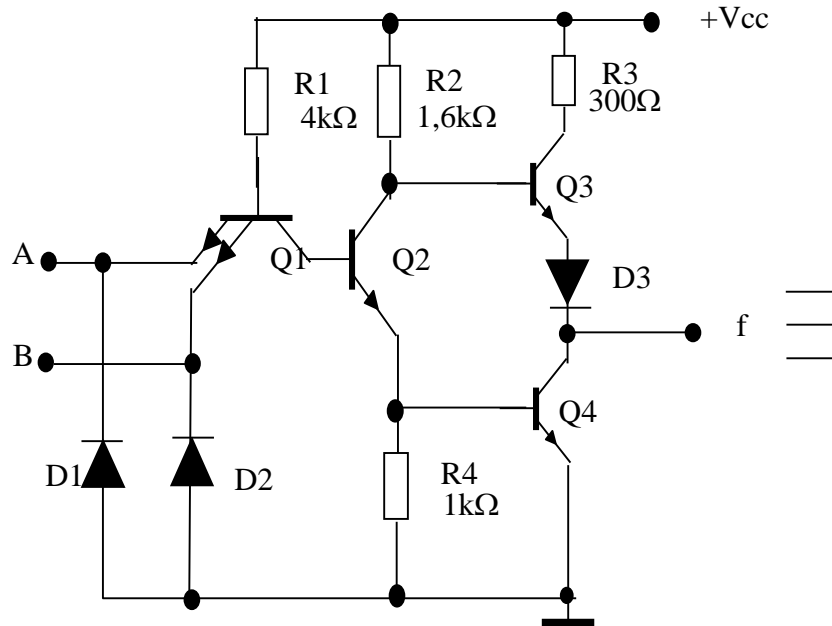 +Vcc
R1
4kΩ
R2
1,6kΩ
R3
300Ω
Q3
A
Q1
Q2
D3
B
f
Q4
D1
D2
R4
1kΩ